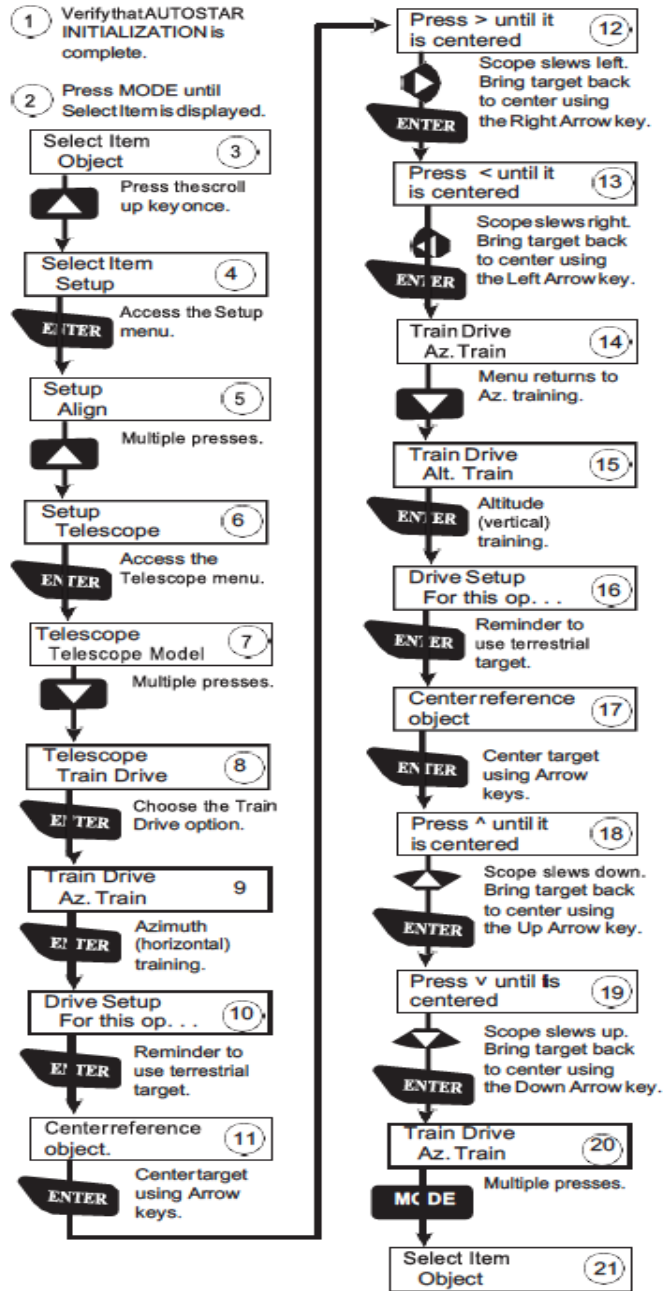 1 Verify that AUTOSTAR
INITIALIZATION is
complete.
2 Press MODE until
Select Item is displayed.
Select Item
Object 3
Press the scroll
up key once.
Select Item
Setup 4
ENTER
Access the Setup
menu.
Setup
Align 5
Multiple presses.
Setup
Telescope 6
ENTER
Access the
Telescope menu.
Telescope
Telescope Model 7
Multiple presses.
Telescope
Train Drive 8
ENTER
Choose the Train
Drive option.
Train Drive
Az. Train 9
ENTER
Azimuth
(horizontal)
training.
Drive Setup
For this op. . . 10
ENTER
Reminder to
use terrestrial
target.
Center reference
object. 11
ENTER
Center target
using Arrow
keys.
Press > until it
is centered 12
Scope slews left.
Bring target back
to center using
the Right Arrow key.
ENTER
Press < until it
is centered 13
Scope slews right.
Bring target back
to center using
the Left Arrow key.
ENTER
Train Drive
Az. Train 14
Menu returns to
Az. training.
Train Drive
Alt. Train 15
ENTER
Altitude
(vertical)
training.
Drive Setup
For this op. . . 16
ENTER
Reminder to
use terrestrial
target.
Center reference
object 17
ENTER
Center target
using Arrow
keys.
Press ^ until it
is centered 18
Scope slews down.
Bring target back
to center using
the Up Arrow key.
ENTER
Press v until is
centered 19
Scope slews up.
Bring target back
to center using
the Down Arrow key.
ENTER
Train Drive
Az. Train 20
Multiple presses.
MODE
Select Item
Object 21